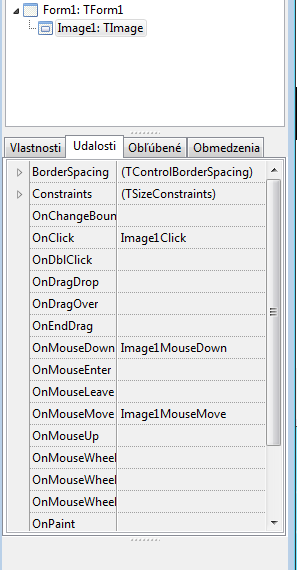 Form1: TForm1
Image1: TImage
Vlastnosti Udalosti Obľúbené Obmedzenia
BorderSpacing (TControlBorderSpacing)
Constraints (TSizeConstraints)
OnChangeBoun
OnClick Image1Click
OnDblClick
OnDragDrop
OnDragOver
OnEndDrag
OnMouseDown Image1MouseDown
OnMouseEnter
OnMouseLeave
OnMouseMove Image1MouseMove
OnMouseUp
OnMouseWheel
OnMouseWheel
OnMouseWheel
OnPaint